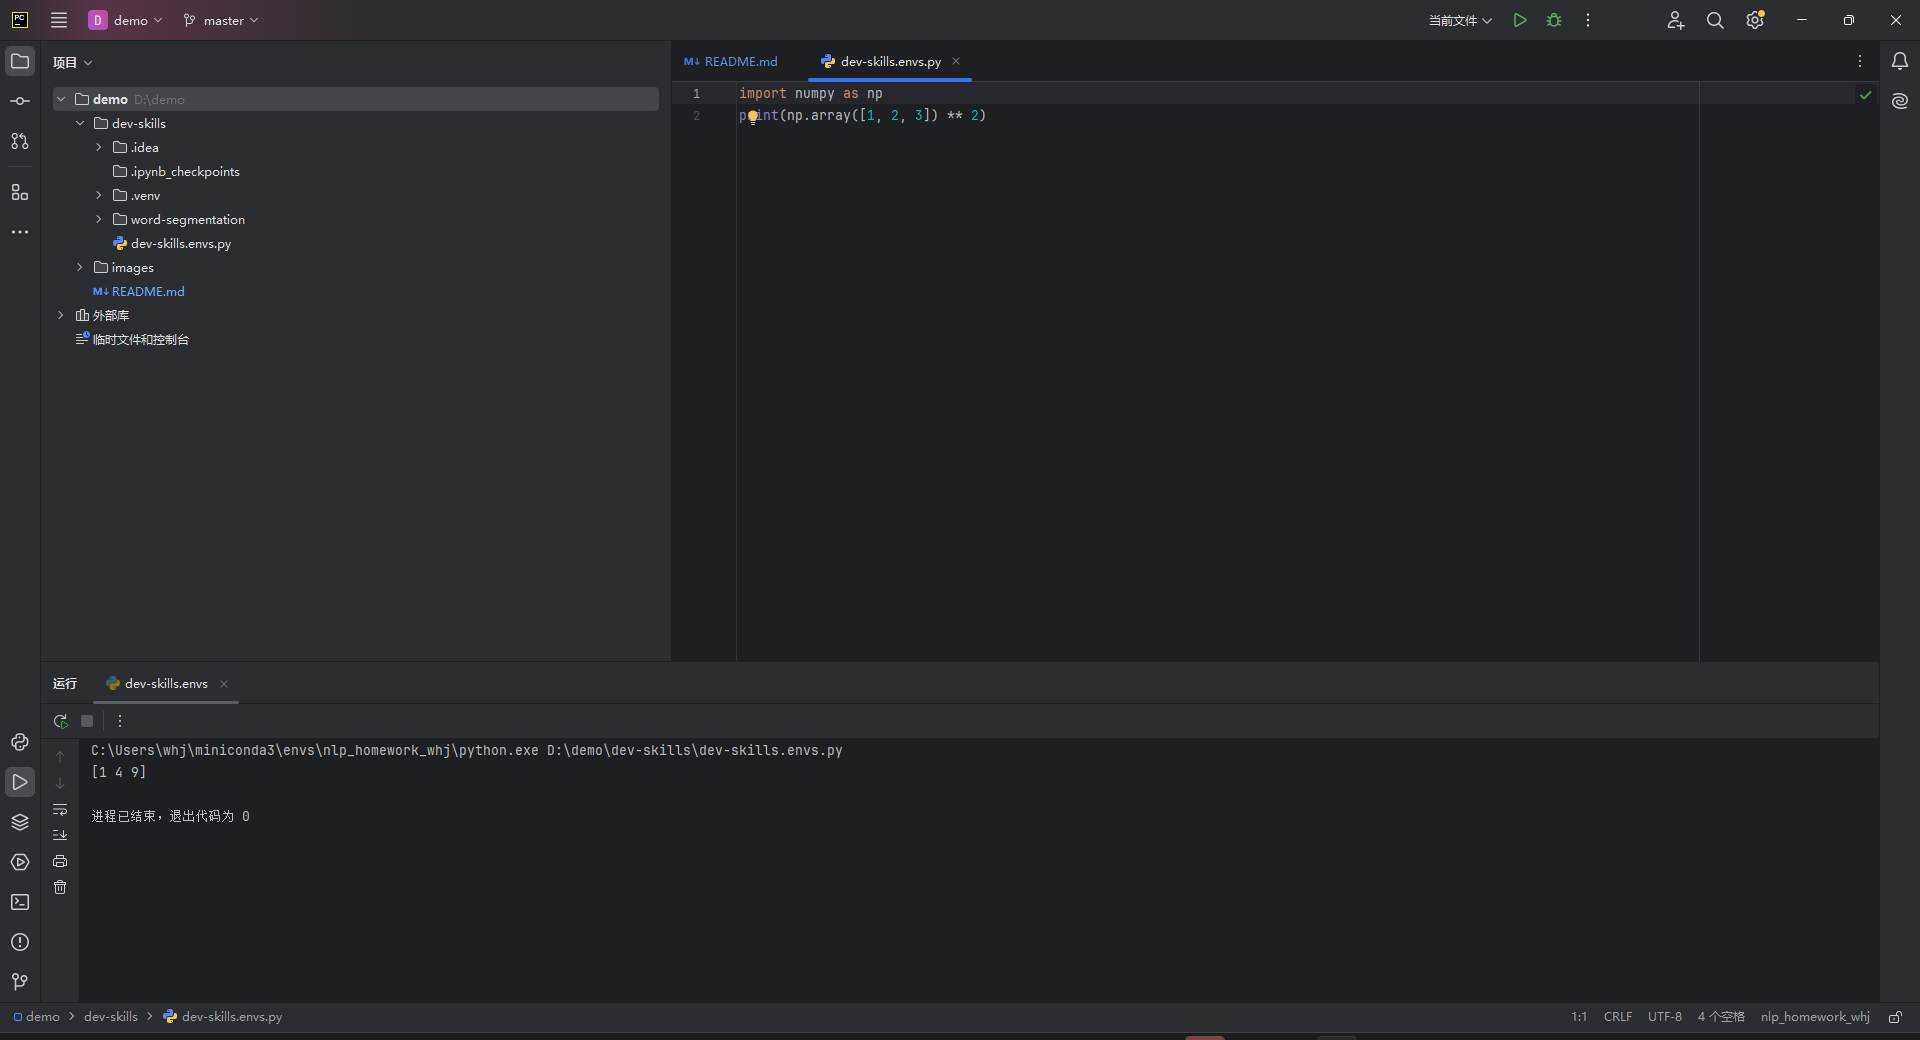 PC
D demo master 当前文件
项目
demo D:\demo
dev-skills
.idea
.ipynb_checkpoints
.venv
word-segmentation
dev-skills.envs.py
images
M↓ README.md
外部库
临时文件和控制台
M↓ README.md dev-skills.envs.py
1 import numpy as np
2 print(np.array([1, 2, 3]) ** 2)
运行 dev-skills.envs
C:\Users\whj\miniconda3\envs\nlp_homework_whj\python.exe D:\demo\dev-skills\dev-skills.envs.py
[1 4 9]
进程已结束，退出代码为 0
demo dev-skills dev-skills.envs.py 1:1 CRLF UTF-8 4 个空格 nlp_homework_whj